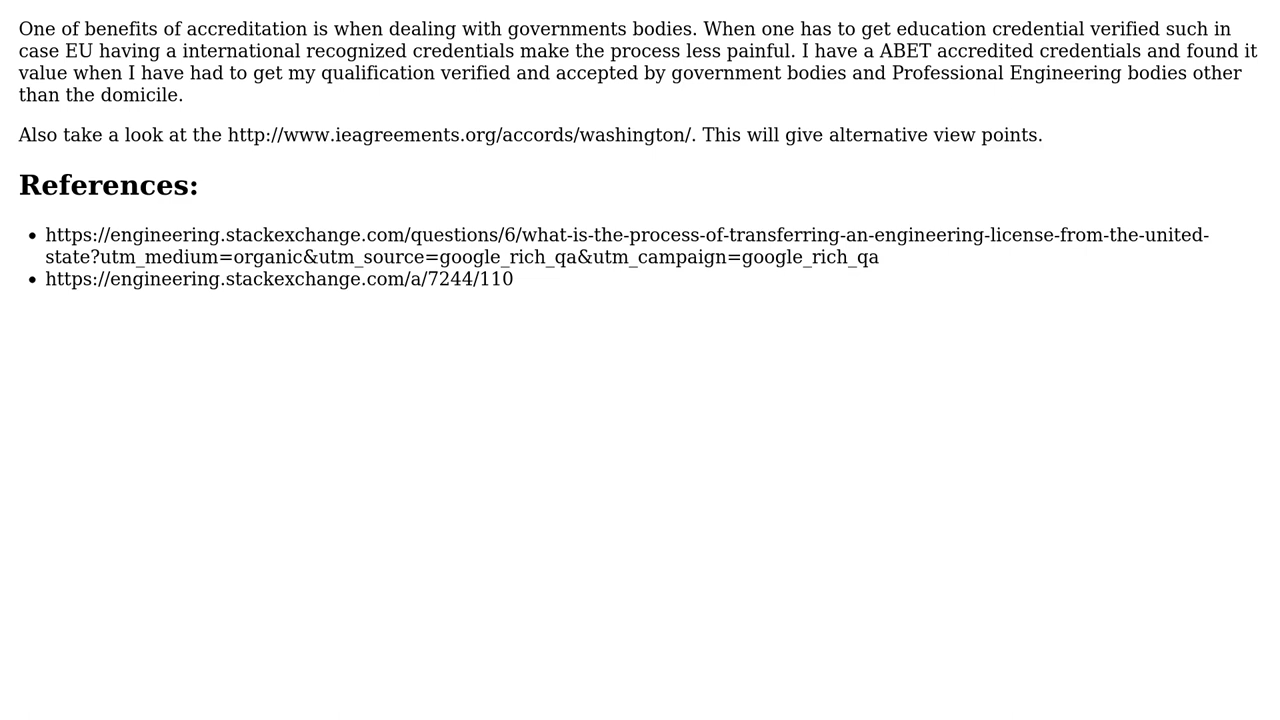 One of benefits of accreditation is when dealing with governments bodies. When one has to get education credential verified such in
case EU having a international recognized credentials make the process less painful. I have a ABET accredited credentials and found it
value when I have had to get my qualification verified and accepted by government bodies and Professional Engineering bodies other
than the domicile.
Also take a look at the http://www.ieagreements.org/accords/washington/. This will give alternative view points.
References:
• https://engineering.stackexchange.com/questions/6/what-is-the-process-of-transferring-an-engineering-license-from-the-united-
state?utm_medium=organic&utm_source=google_rich_qa&utm_campaign=google_rich_qa
• https://engineering.stackexchange.com/a/7244/110